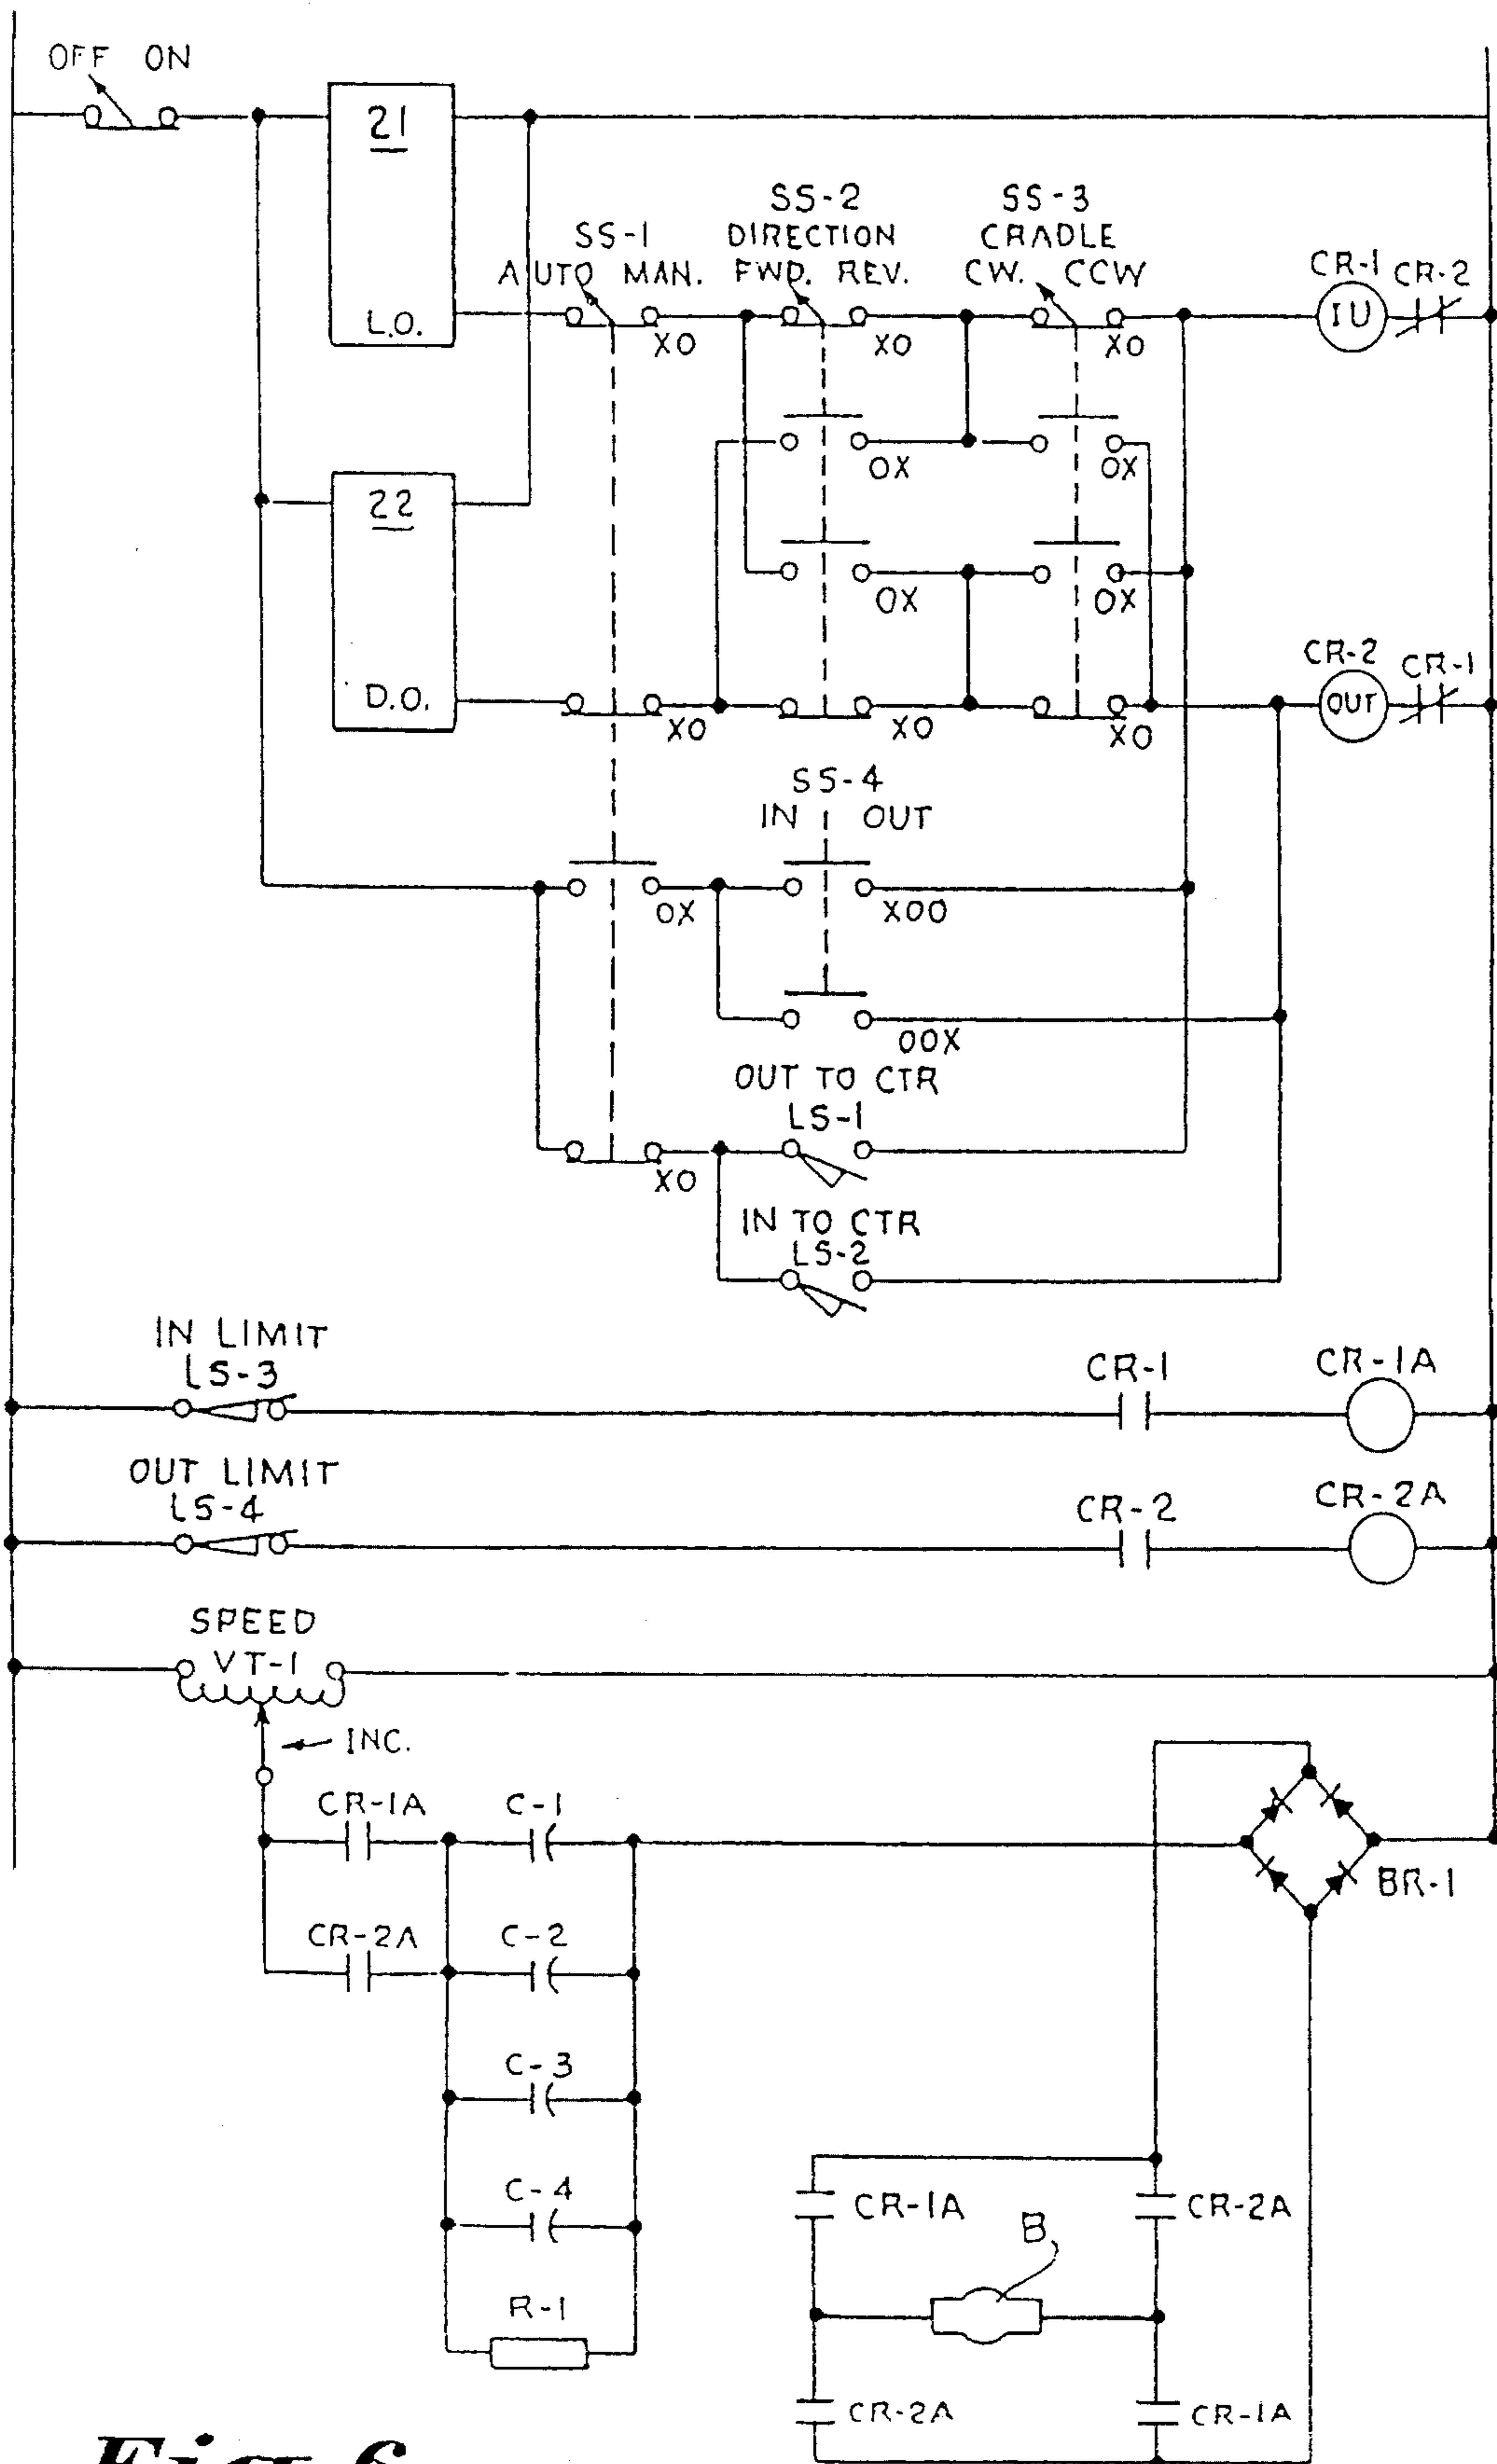 OFF ON
21
L.O.
SS-1
AUTO MAN.
SS-2
DIRECTION
FWD. REV.
SS-3
CRADLE
CW. CCW
CR-1
CR-2
IU
XO
XO
XO
OX
OX
22
D.O.
OX
OX
CR-2
CR-1
OUT
XO
XO
XO
SS-4
IN OUT
OX
XOO
OOX
OUT TO CTR
LS-1
XO
IN TO CTR
LS-2
IN LIMIT
LS-3
CR-1
CR-1A
OUT LIMIT
LS-4
CR-2
CR-2A
SPEED
VT-1
INC.
CR-1A
C-1
BR-1
CR-2A
C-2
C-3
C-4
CR-1A
B
CR-2A
R-1
CR-2A
CR-1A
Fig. 6